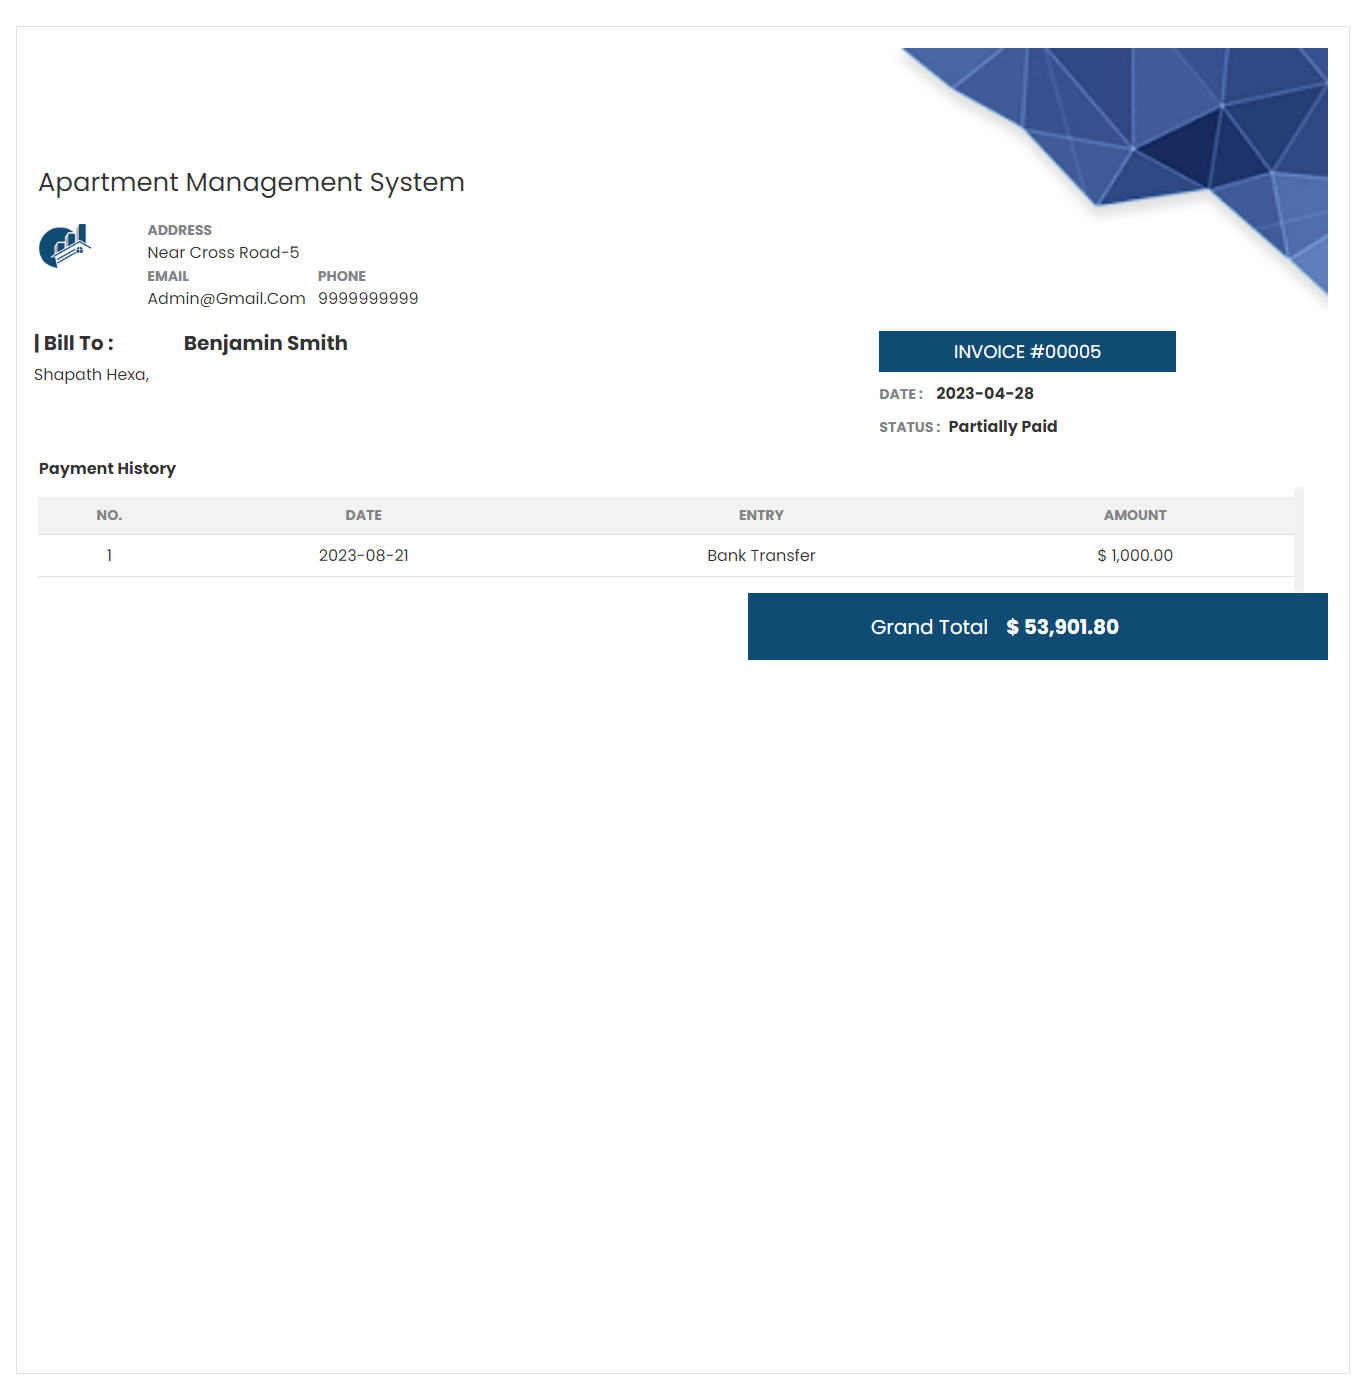 Apartment Management System
ADDRESS
Near Cross Road-5
EMAIL PHONE
Admin@Gmail.Com 9999999999
| Bill To : Benjamin Smith
Shapath Hexa,
INVOICE #00005
DATE : 2023-04-28
STATUS : Partially Paid
Payment History
NO. DATE ENTRY AMOUNT
1 2023-08-21 Bank Transfer $ 1,000.00
Grand Total $ 53,901.80